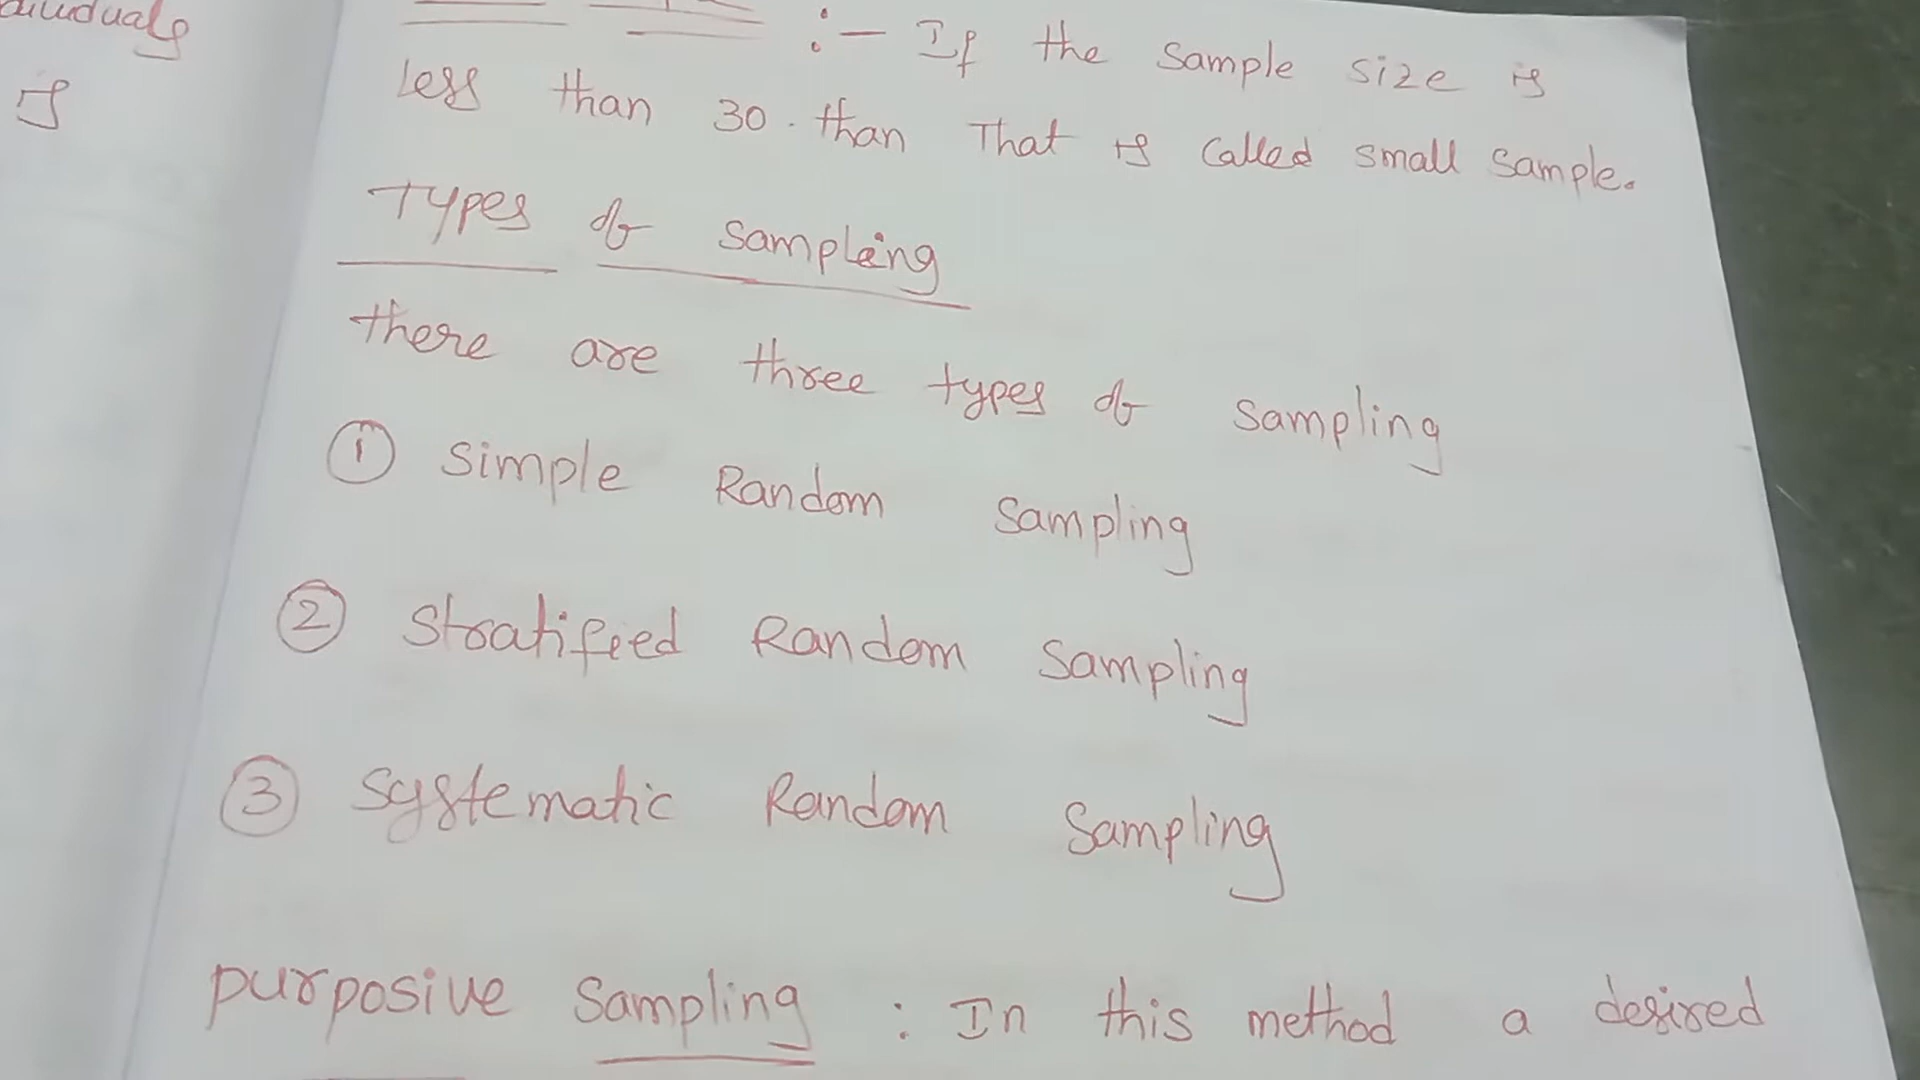 ividuals
is
:- If the sample size is
less than 30. than That is called small sample.
Types of sampling
there are three types of sampling
① Simple Random Sampling
② Stratified Random Sampling
③ Systematic Random Sampling
purposive Sampling : In this method a desired